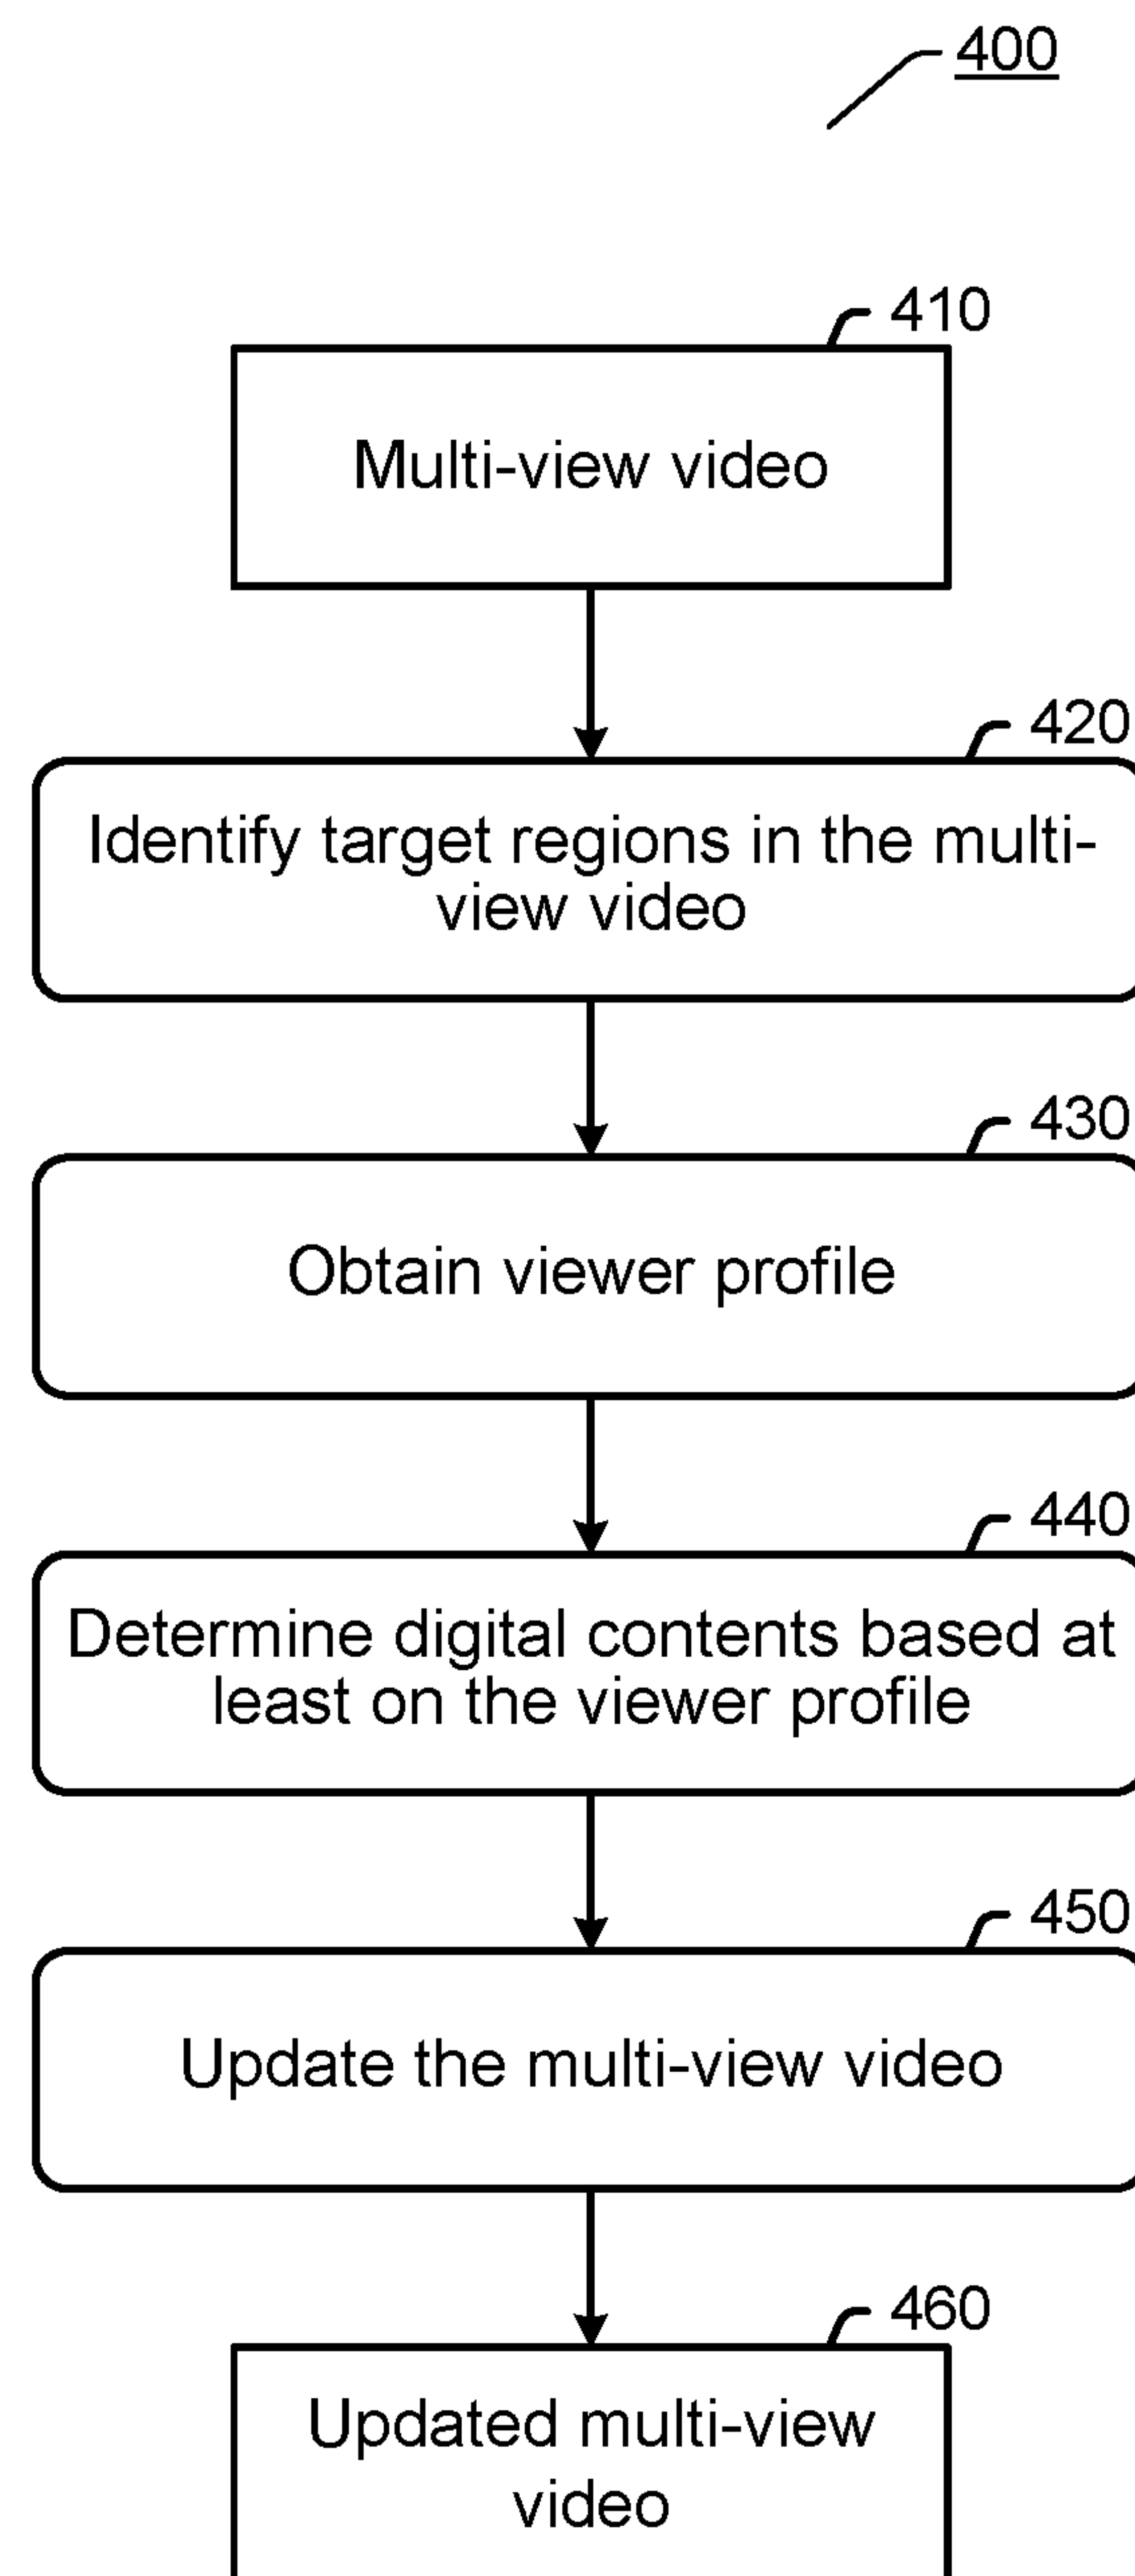 400
410
Multi-view video
420
Identify target regions in the multi-
view video
430
Obtain viewer profile
440
Determine digital contents based at
least on the viewer profile
450
Update the multi-view video
460
Updated multi-view
video